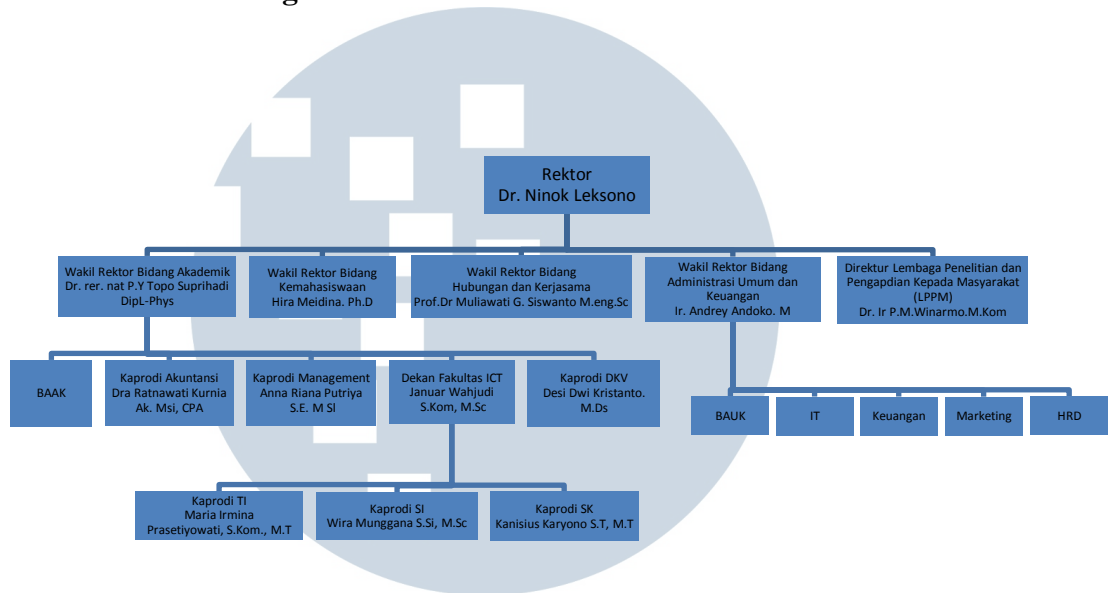 Rektor
Dr. Ninok Leksono
Wakil Rektor Bidang Akademik
Dr. rer. nat P.Y Topo Suprihadi
DipL-Phys
Wakil Rektor Bidang
Kemahasiswaan
Hira Meidina. Ph.D
Wakil Rektor Bidang
Hubungan dan Kerjasama
Prof.Dr Muliawati G. Siswanto M.eng.Sc
Wakil Rektor Bidang
Administrasi Umum dan
Keuangan
Ir. Andrey Andoko. M
Direktur Lembaga Penelitian dan
Pengapdian Kepada Masyarakat
(LPPM)
Dr. Ir P.M.Winarmo.M.Kom
BAAK
Kaprodi Akuntansi
Dra Ratnawati Kurnia
Ak. Msi, CPA
Kaprodi Management
Anna Riana Putriya
S.E. M SI
Dekan Fakultas ICT
Januar Wahjudi
S.Kom, M.Sc
Kaprodi DKV
Desi Dwi Kristanto.
M.Ds
BAUK
IT
Keuangan
Marketing
HRD
Kaprodi TI
Maria Irmina
Prasetiyowati, S.Kom., M.T
Kaprodi SI
Wira Munggana S.Si, M.Sc
Kaprodi SK
Kanisius Karyono S.T, M.T